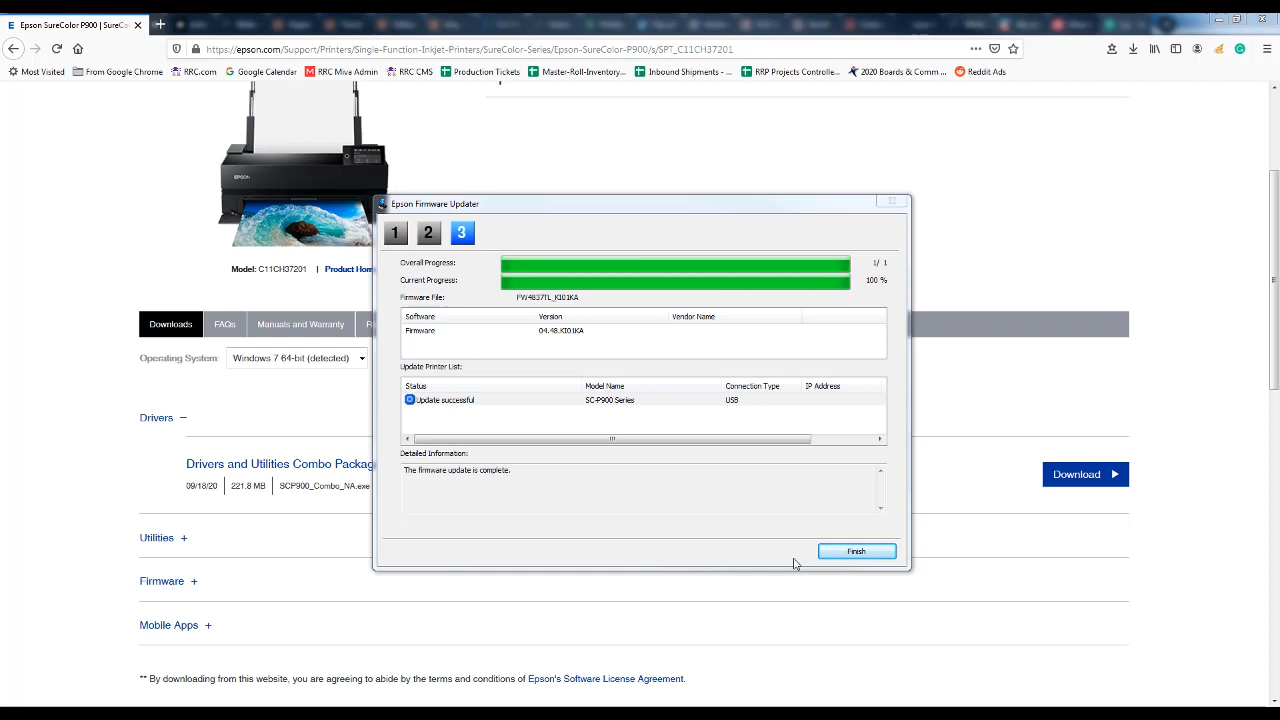 Epson SureColor P900 | SureCol
https://epson.com/Support/Printers/Single-Function-Inkjet-Printers/SureColor-Series/Epson-SureColor-P900/s/SPT_C11CH37201
Most Visited From Google Chrome RRC.com Google Calendar RRC Miva Admin RRC CMS Production Tickets Master-Roll-Inventory... Inbound Shipments - ... RRP Projects Controlle... 2020 Boards & Comm ... Reddit Ads
EPSON
Model: C11CH37201 | Product Home
Downloads FAQs Manuals and Warranty
Operating System: Windows 7 64-bit (detected)
Drivers −
Drivers and Utilities Combo Packag
09/18/20 221.8 MB SCP900_Combo_NA.exe
Download
Utilities +
Firmware +
Mobile Apps +
** By downloading from this website, you are agreeing to abide by the terms and conditions of Epson's Software License Agreement.
Epson Firmware Updater
1 2 3
Overall Progress: 1/ 1
Current Progress: 100 %
Firmware File: FW4837TL_KI01KA
Software Version Vendor Name
Firmware 04.48.KI01KA
Update Printer List:
Status Model Name Connection Type IP Address
Update successful SC-P900 Series USB
Detailed Information:
The firmware update is complete.
Finish